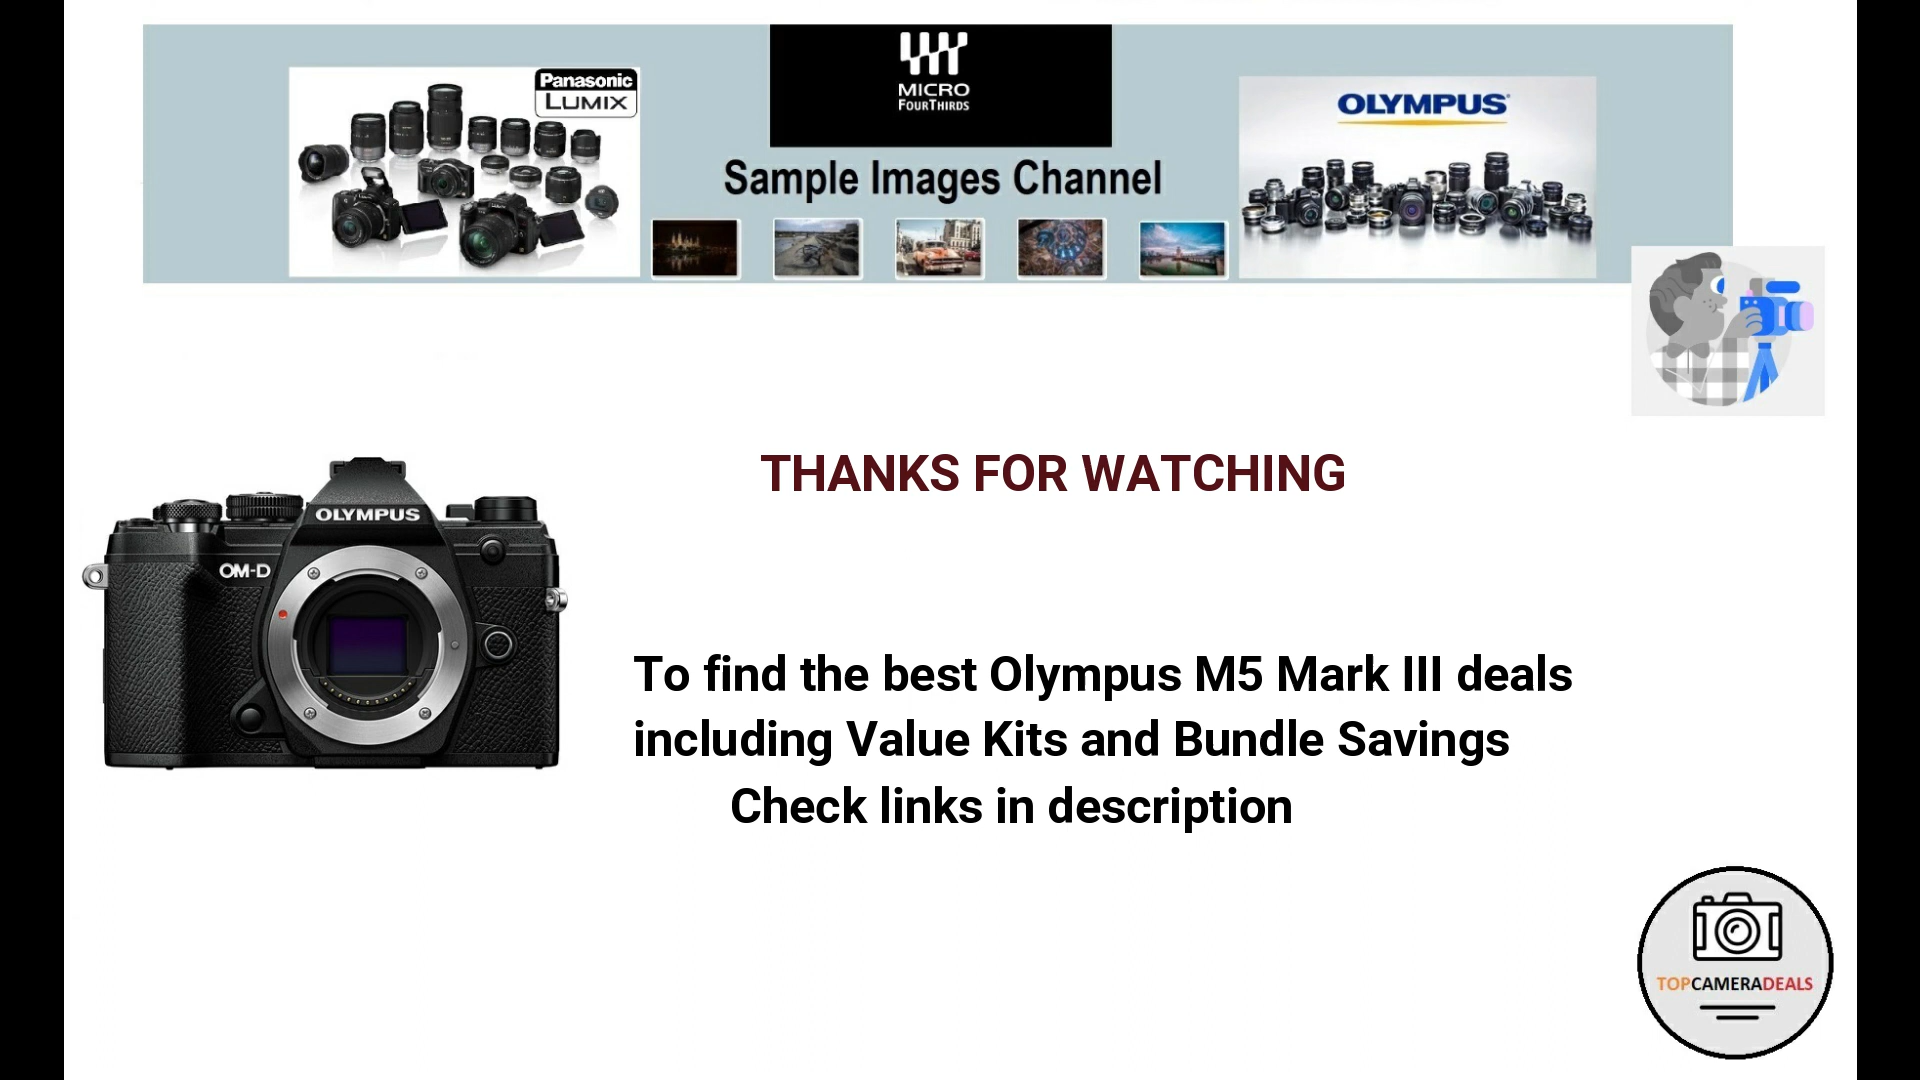 Panasonic
LUMIX
MICRO
FOURTHIRDS
OLYMPUS
Sample Images Channel
THANKS FOR WATCHING
OLYMPUS
OM-D
To find the best Olympus M5 Mark III deals
including Value Kits and Bundle Savings
Check links in description
TOPCAMERADEALS